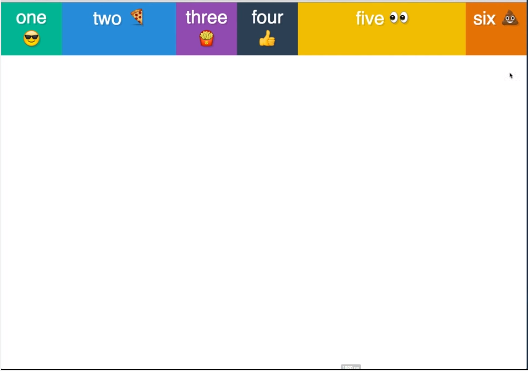 one 😎
two 🍕
three 🍟
four 👍
five 👀
six 💩